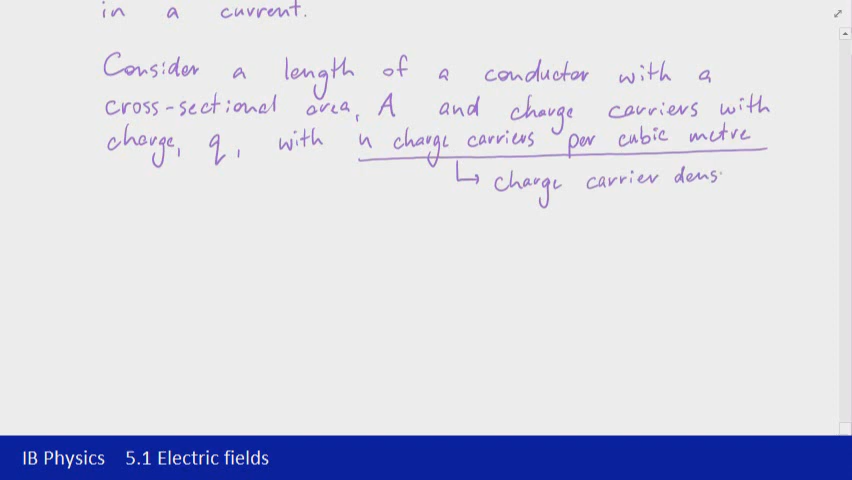 in a current.
Consider a length of a conductor with a
cross-sectional area, A and charge carriers with
charge, q, with n charge carriers per cubic metre
↳ charge carrier dens
IB Physics 5.1 Electric fields